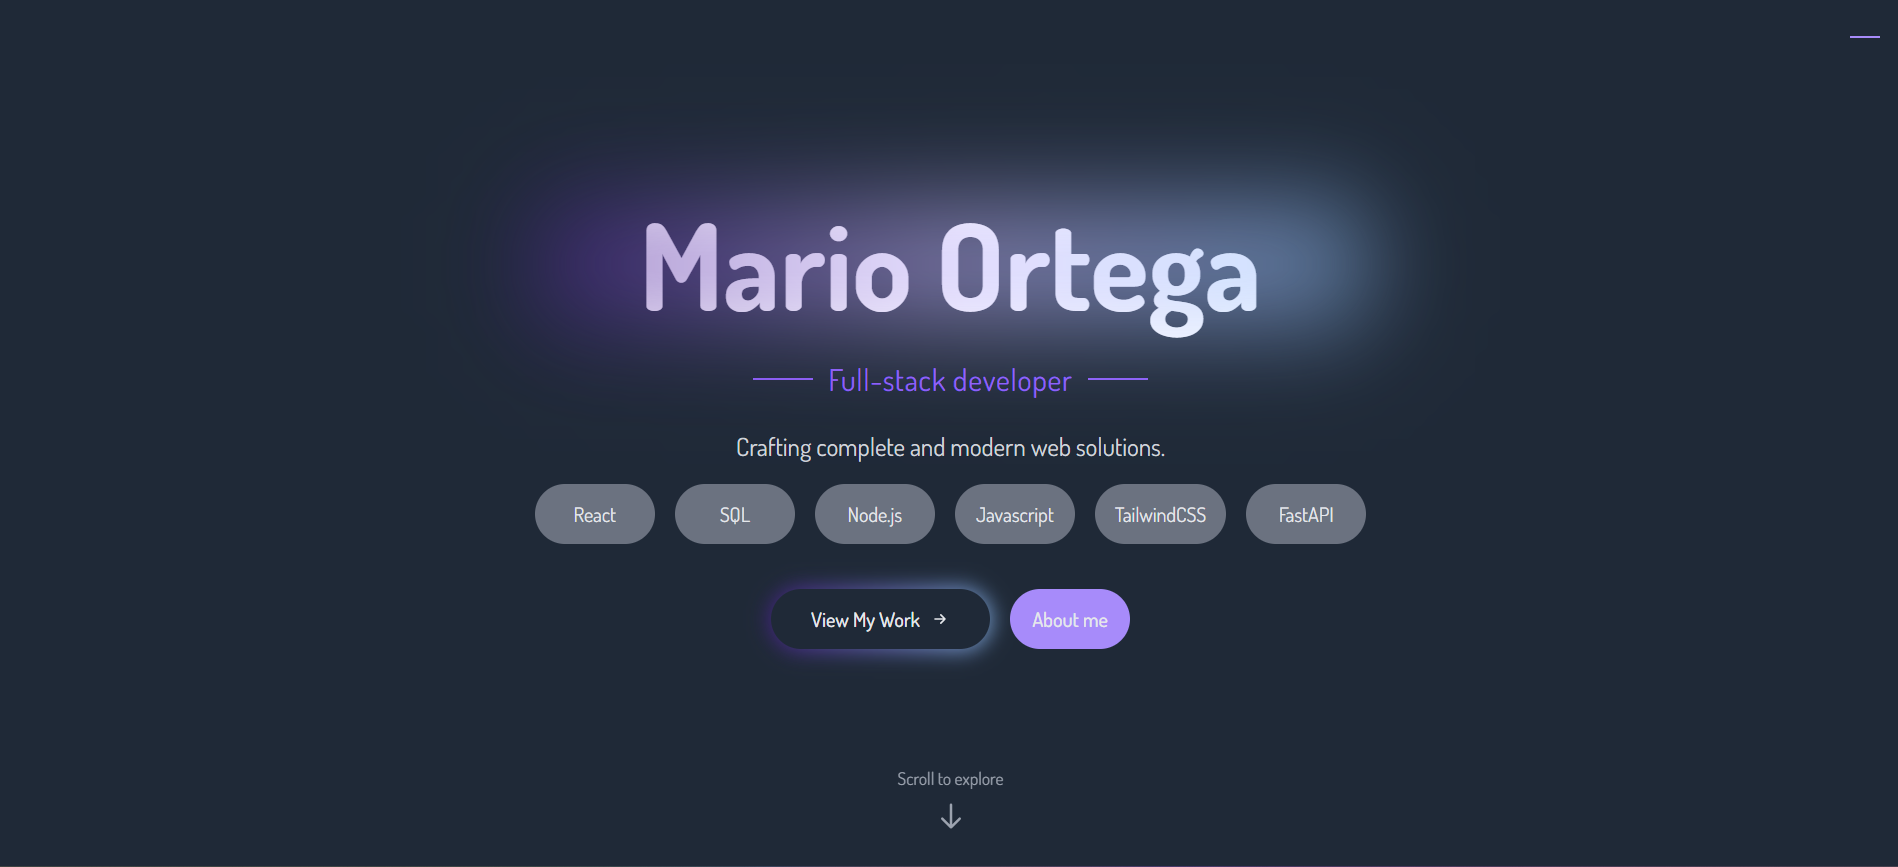 Mario Ortega
Full-stack developer
Crafting complete and modern web solutions.
React SQL Node.js Javascript TailwindCSS FastAPI
View My Work → About me
Scroll to explore